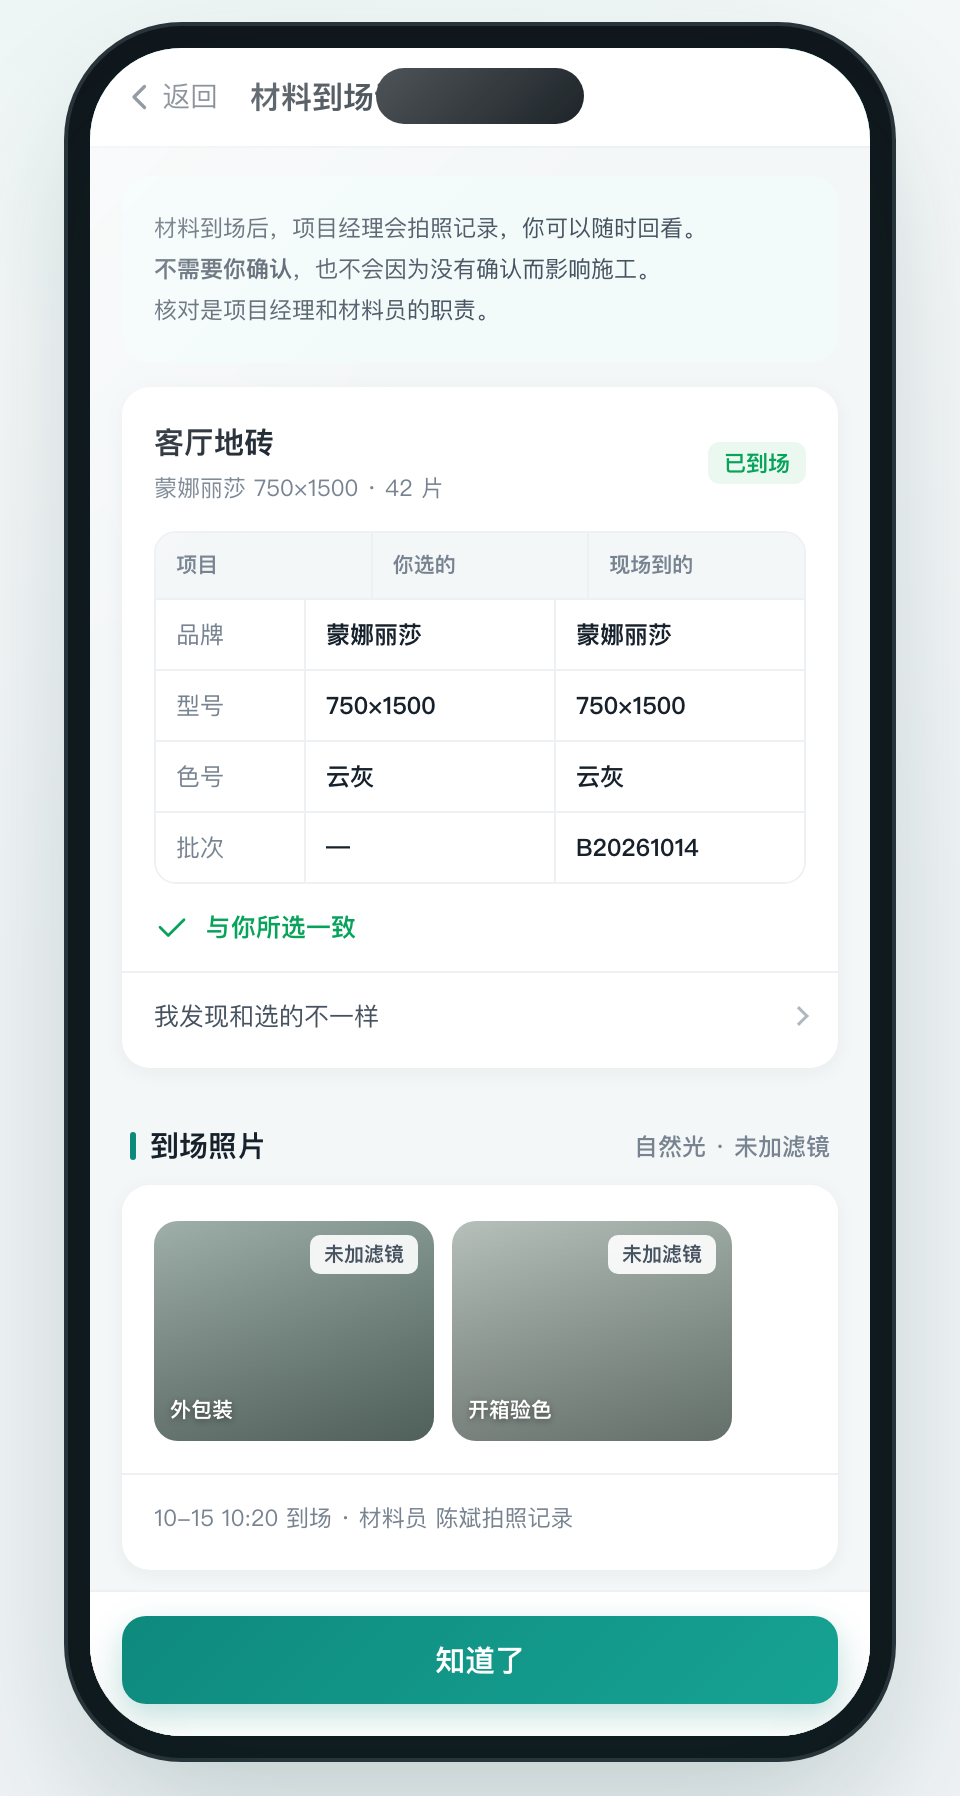 返回
材料到场
材料到场后，项目经理会拍照记录，你可以随时回看。
不需要你确认，也不会因为没有确认而影响施工。
核对是项目经理和材料员的职责。
客厅地砖
蒙娜丽莎 750×1500 · 42 片
已到场
项目 你选的 现场到的
品牌 蒙娜丽莎 蒙娜丽莎
型号 750×1500 750×1500
色号 云灰 云灰
批次 — B20261014
与你所选一致
我发现和选的不一样
到场照片
自然光 · 未加滤镜
未加滤镜
外包装
未加滤镜
开箱验色
10-15 10:20 到场 · 材料员 陈斌拍照记录
知道了